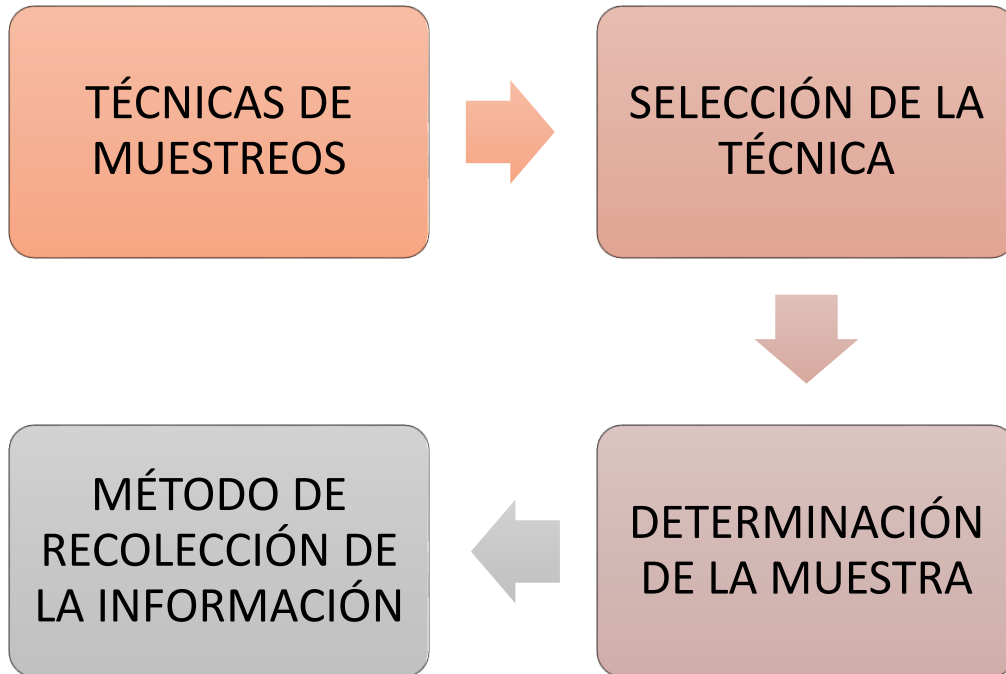 TÉCNICAS DE
MUESTREOS
SELECCIÓN DE LA
TÉCNICA
DETERMINACIÓN
DE LA MUESTRA
MÉTODO DE
RECOLECCIÓN DE
LA INFORMACIÓN